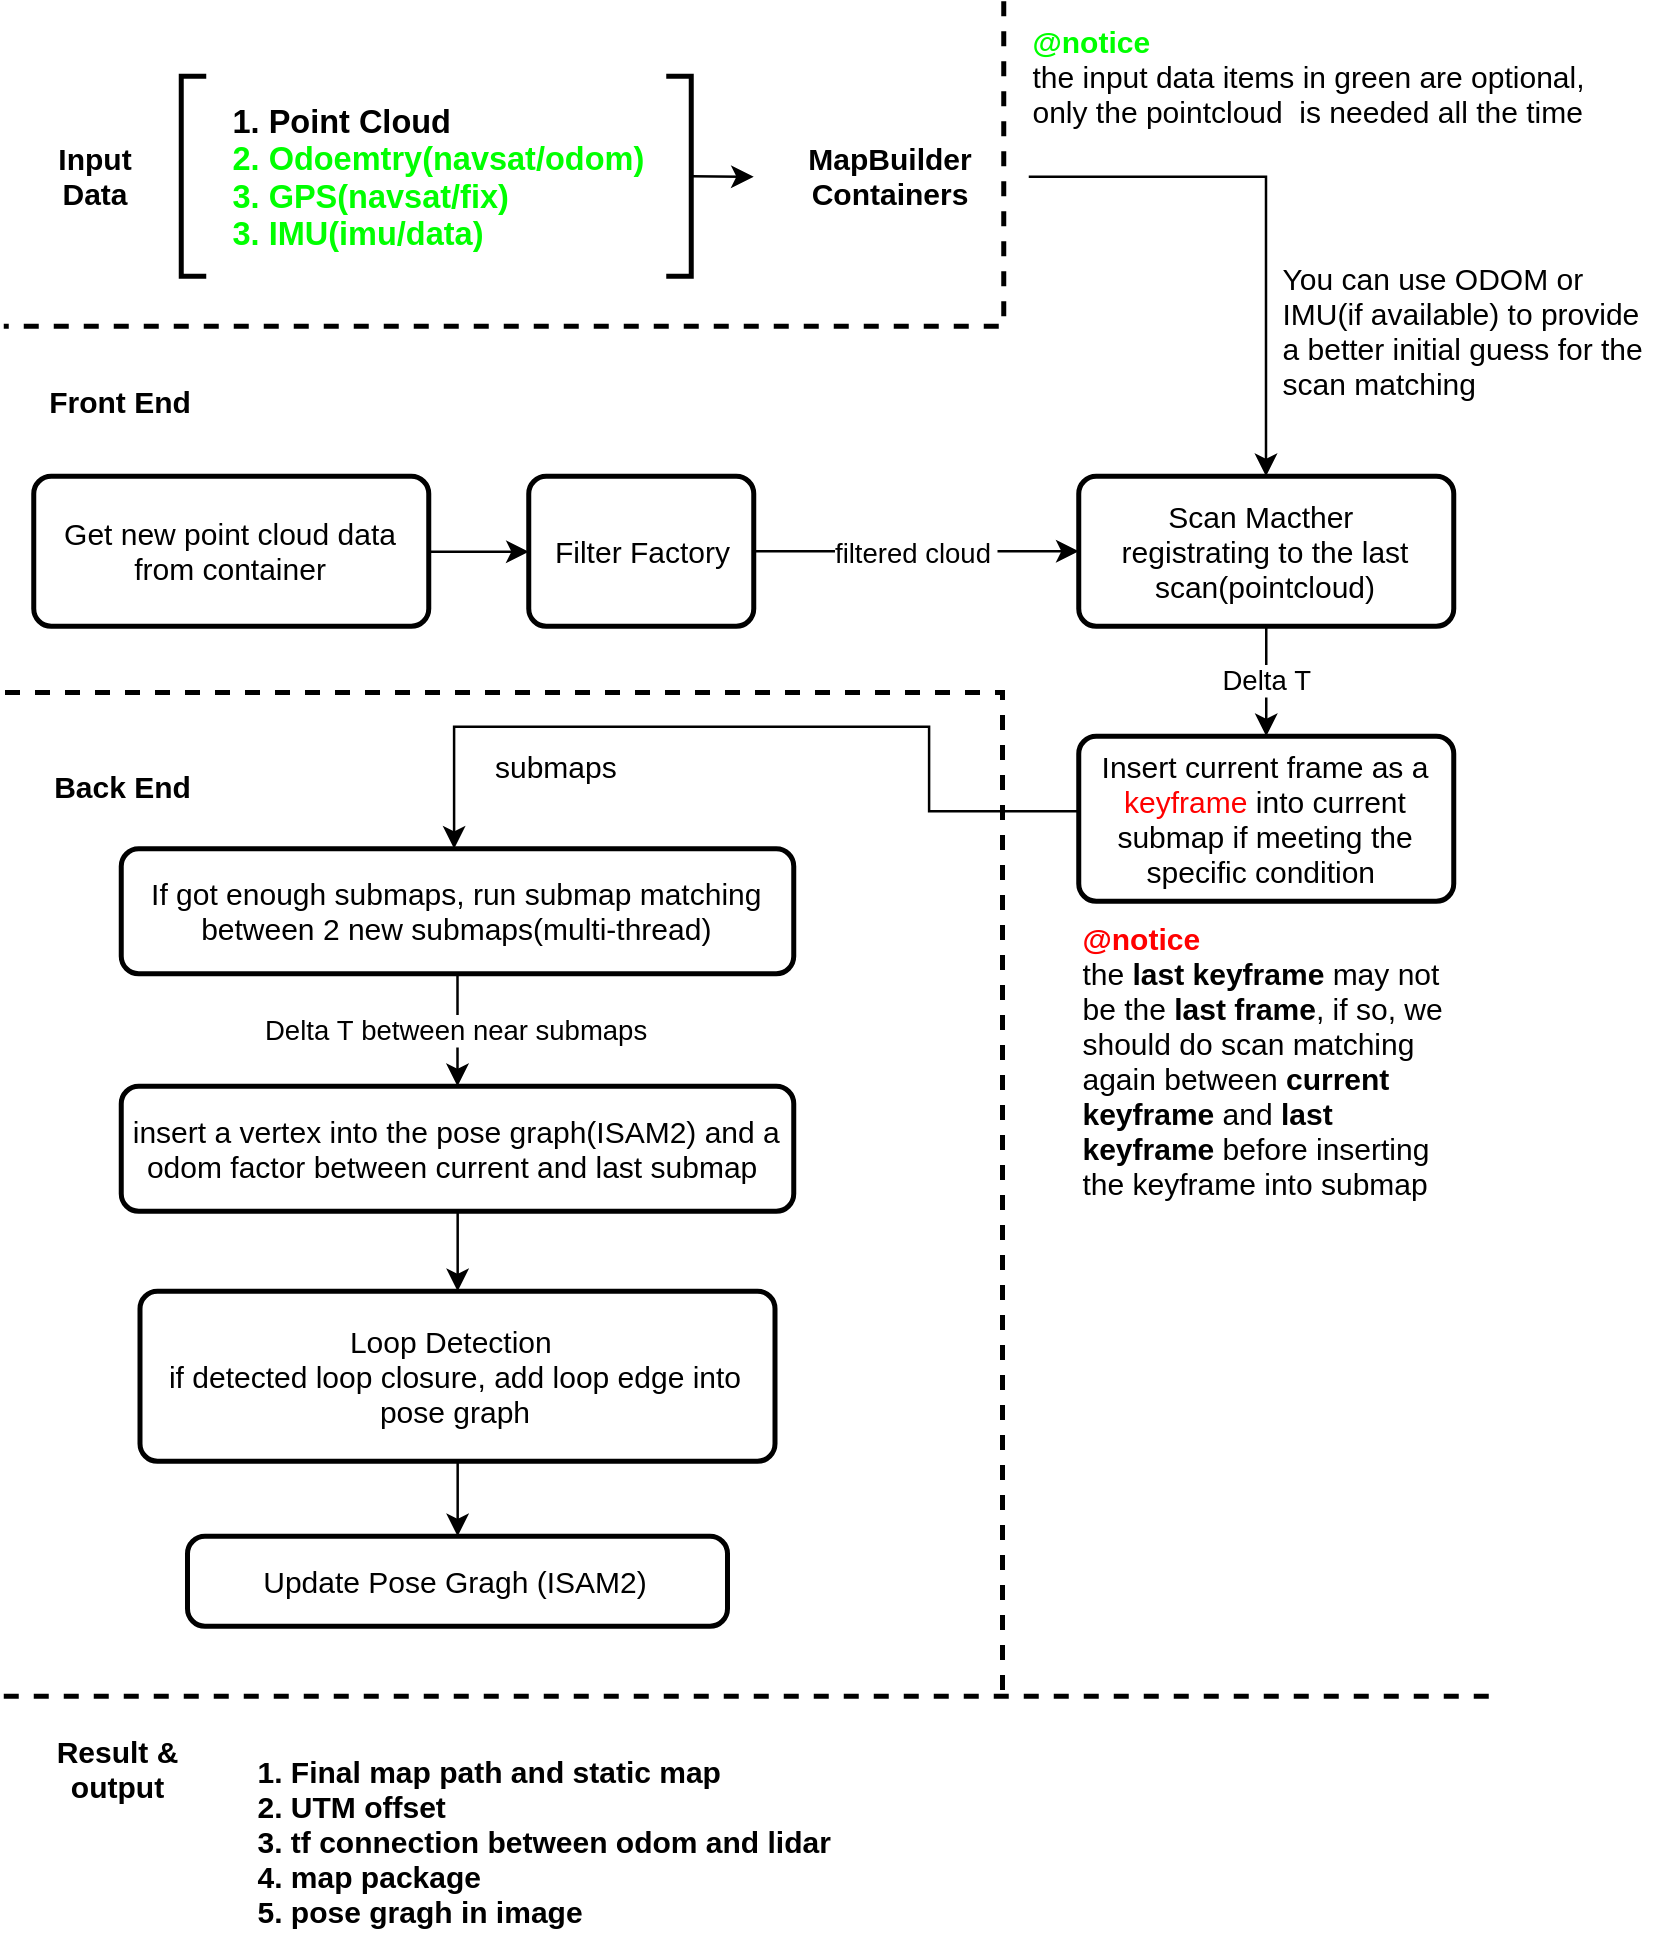 @notice
the input data items in green are optional,
only the pointcloud  is needed all the time
Input
Data
1. Point Cloud
2. Odoemtry(navsat/odom)
3. GPS(navsat/fix)
3. IMU(imu/data)
MapBuilder
Containers
You can use ODOM or
IMU(if available) to provide
a better initial guess for the
scan matching
Front End
Get new point cloud data
from container
Filter Factory
filtered cloud
Scan Macther
registrating to the last
scan(pointcloud)
Delta T
Insert current frame as a
keyframe into current
submap if meeting the
specific condition
@notice
the last keyframe may not
be the last frame, if so, we
should do scan matching
again between current
keyframe and last
keyframe before inserting
the keyframe into submap
submaps
Back End
If got enough submaps, run submap matching
between 2 new submaps(multi-thread)
Delta T between near submaps
insert a vertex into the pose graph(ISAM2) and a
odom factor between current and last submap
Loop Detection
if detected loop closure, add loop edge into
pose graph
Update Pose Gragh (ISAM2)
Result &
output
1. Final map path and static map
2. UTM offset
3. tf connection between odom and lidar
4. map package
5. pose gragh in image